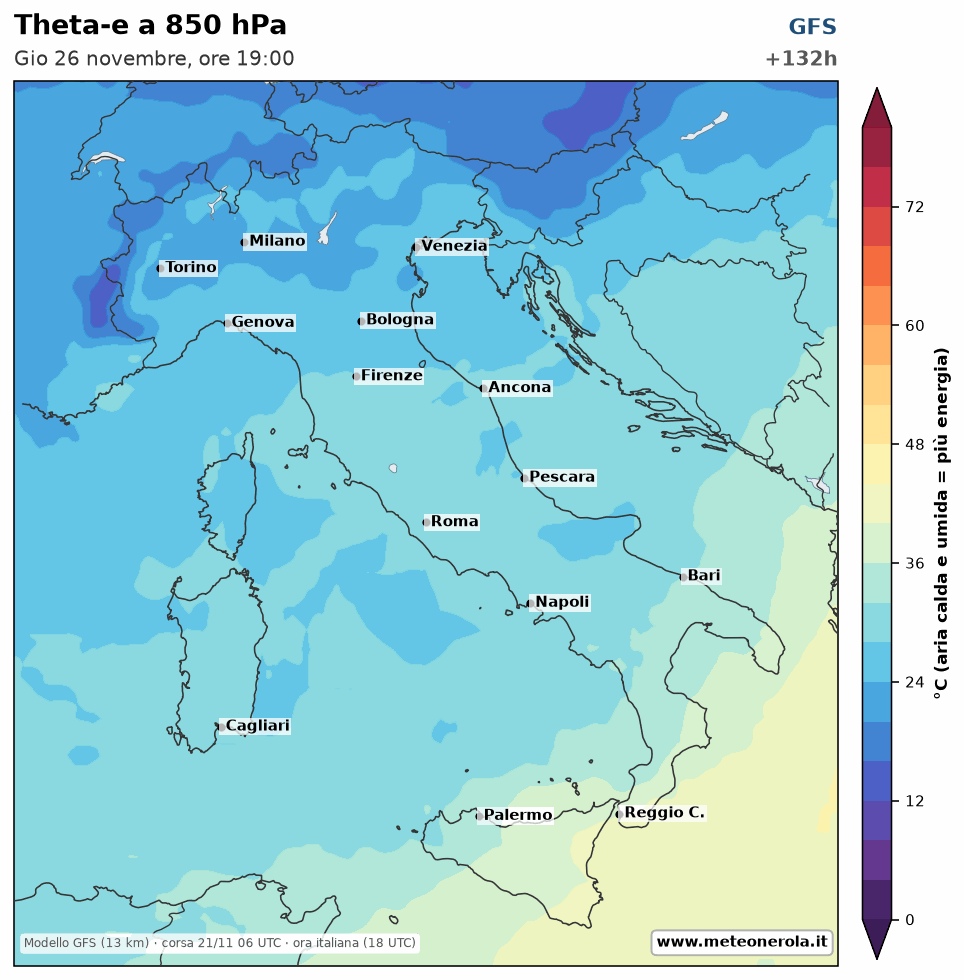 Theta-e a 850 hPa
GFS
Gio 26 novembre, ore 19:00
+132h
Milano
Venezia
Torino
Genova
Bologna
Firenze
Ancona
Pescara
Roma
Bari
Napoli
Cagliari
Palermo
Reggio C.
72
60
48
36
24
12
0
°C (aria calda e umida = più energia)
Modello GFS (13 km) · corsa 21/11 06 UTC · ora italiana (18 UTC)
www.meteonerola.it